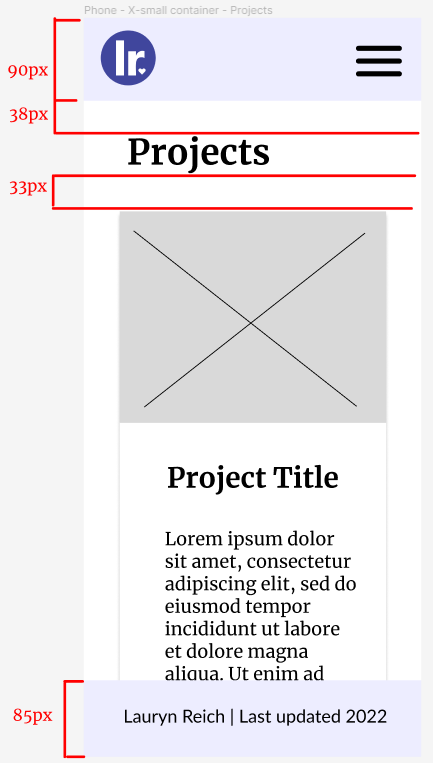 Phone - X-small container - Projects
lr.
90px
38px
Projects
33px
Project Title
Lorem ipsum dolor
sit amet, consectetur
adipiscing elit, sed do
eiusmod tempor
incididunt ut labore
et dolore magna
aliqua. Ut enim ad
85px
Lauryn Reich | Last updated 2022